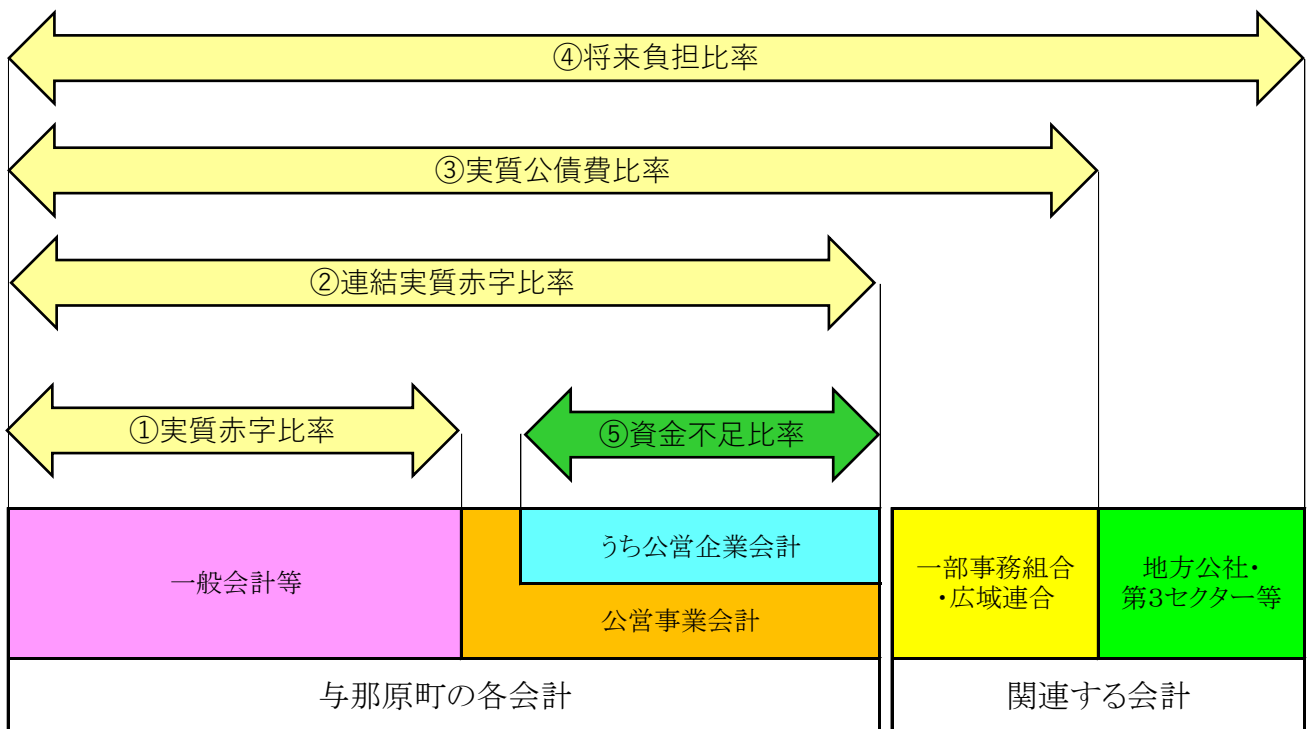 ④将来負担比率
③実質公債費比率
②連結実質赤字比率
①実質赤字比率
⑤資金不足比率
一般会計等
うち公営企業会計
公営事業会計
一部事務組合
・広域連合
地方公社・
第3セクター等
与那原町の各会計
関連する会計